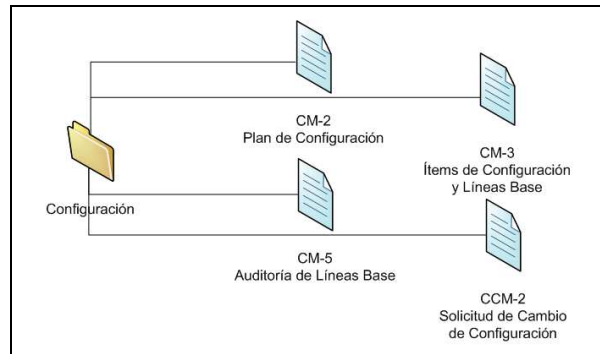 CM-2
Plan de Configuración
CM-3
Ítems de Configuración
y Líneas Base
Configuración
CM-5
Auditoría de Líneas Base
CCM-2
Solicitud de Cambio
de Configuración